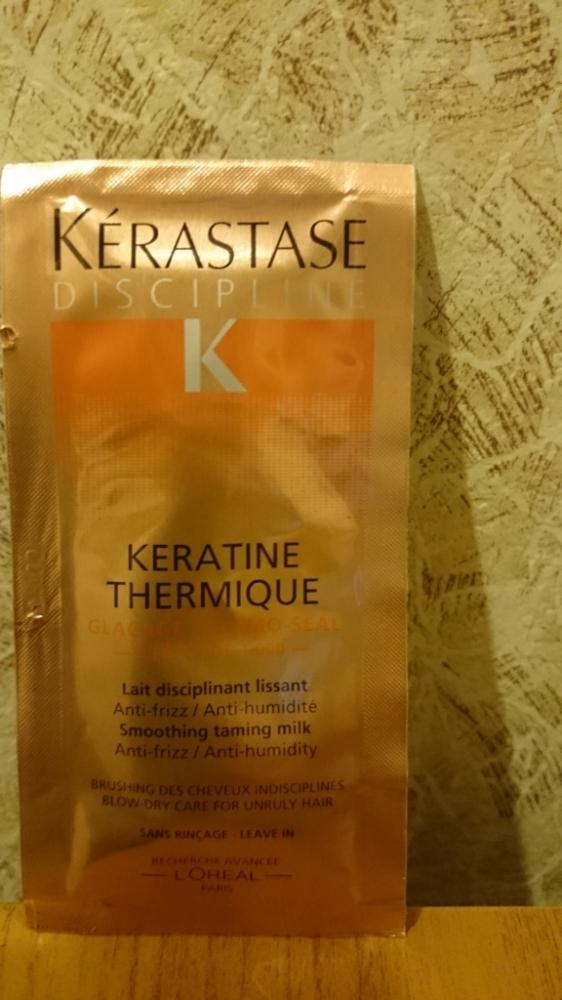 KÉRASTASE
DISCIPLINE
K
KERATINE
THERMIQUE
Lait disciplinant lissant
Anti-frizz / Anti-humidité
Smoothing taming milk
Anti-frizz / Anti-humidity
BRUSHING DES CHEVEUX INDISCIPLINÉS
BLOW-DRY CARE FOR UNRULY HAIR
SANS RINÇAGE - LEAVE IN
RECHERCHE AVANCÉE
L'ORÉAL
PARIS